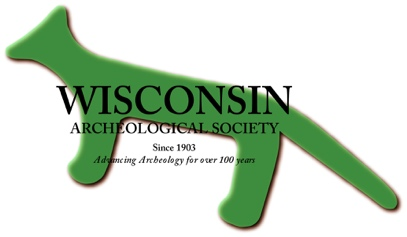 WISCONSIN
ARCHEOLOGICAL SOCIETY
Since 1903
Advancing Archeology for over 100 years